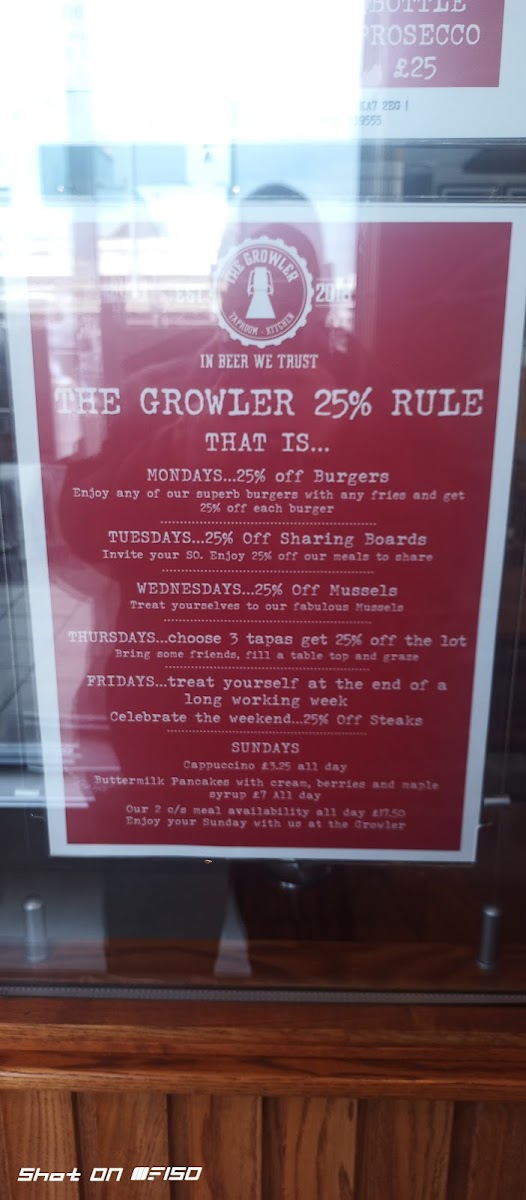 BOTTLE
PROSECCO
£25
KA7 2EG |
9555
THE GROWLER
EST. 2018
TAPROOM - KITCHEN
IN BEER WE TRUST
THE GROWLER 25% RULE
THAT IS...
MONDAYS...25% off Burgers
Enjoy any of our superb burgers with any fries and get
25% off each burger
TUESDAYS...25% Off Sharing Boards
Invite your SO. Enjoy 25% off our meals to share
WEDNESDAYS...25% Off Mussels
Treat yourselves to our fabulous Mussels
THURSDAYS...choose 3 tapas get 25% off the lot
Bring some friends, fill a table top and graze
FRIDAYS...treat yourself at the end of a
long working week
Celebrate the weekend...25% Off Steaks
SUNDAYS
Cappuccino £3.25 all day
Buttermilk Pancakes with cream, berries and maple
syrup £7 All day
Our 2 c/s meal availability all day £17.50
Enjoy your Sunday with us at the Growler
Shot on MF150